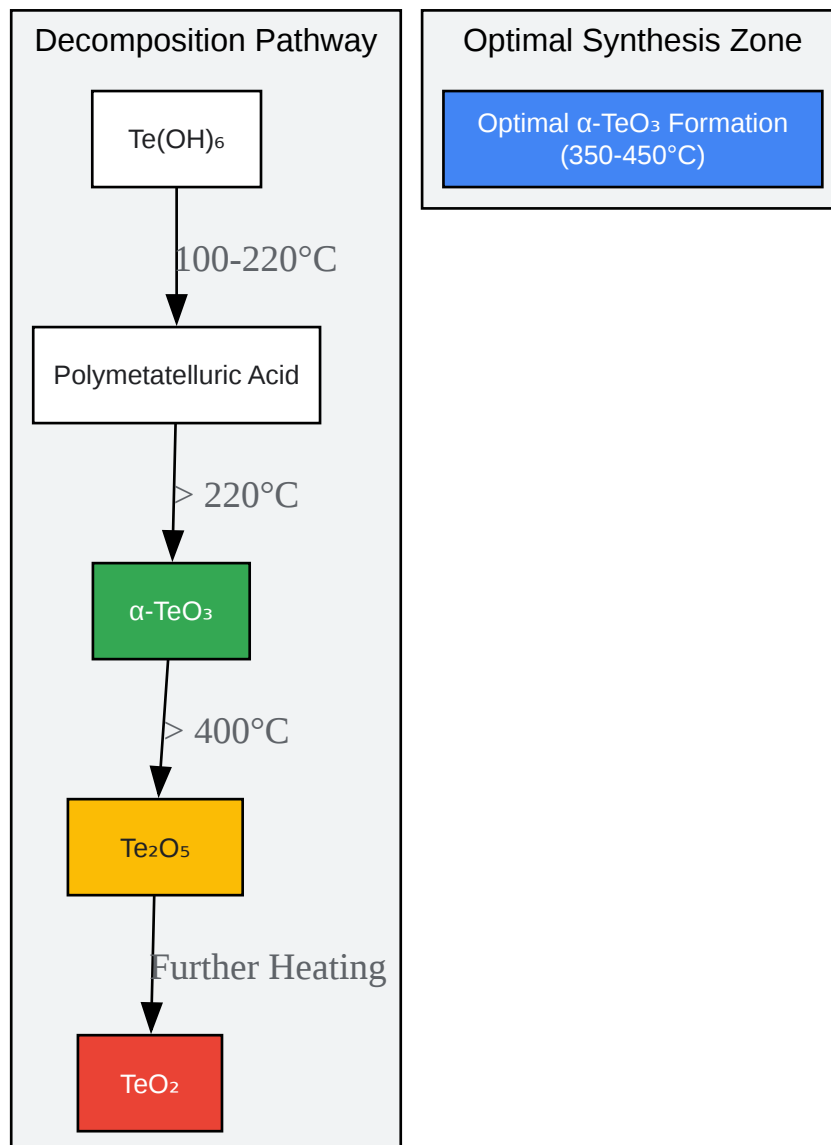 Decomposition Pathway
Te(OH)₆
100-220°C
Polymetatelluric Acid
> 220°C
α-TeO₃
> 400°C
Te₂O₅
Further Heating
TeO₂
Optimal Synthesis Zone
Optimal α-TeO₃ Formation
(350-450°C)